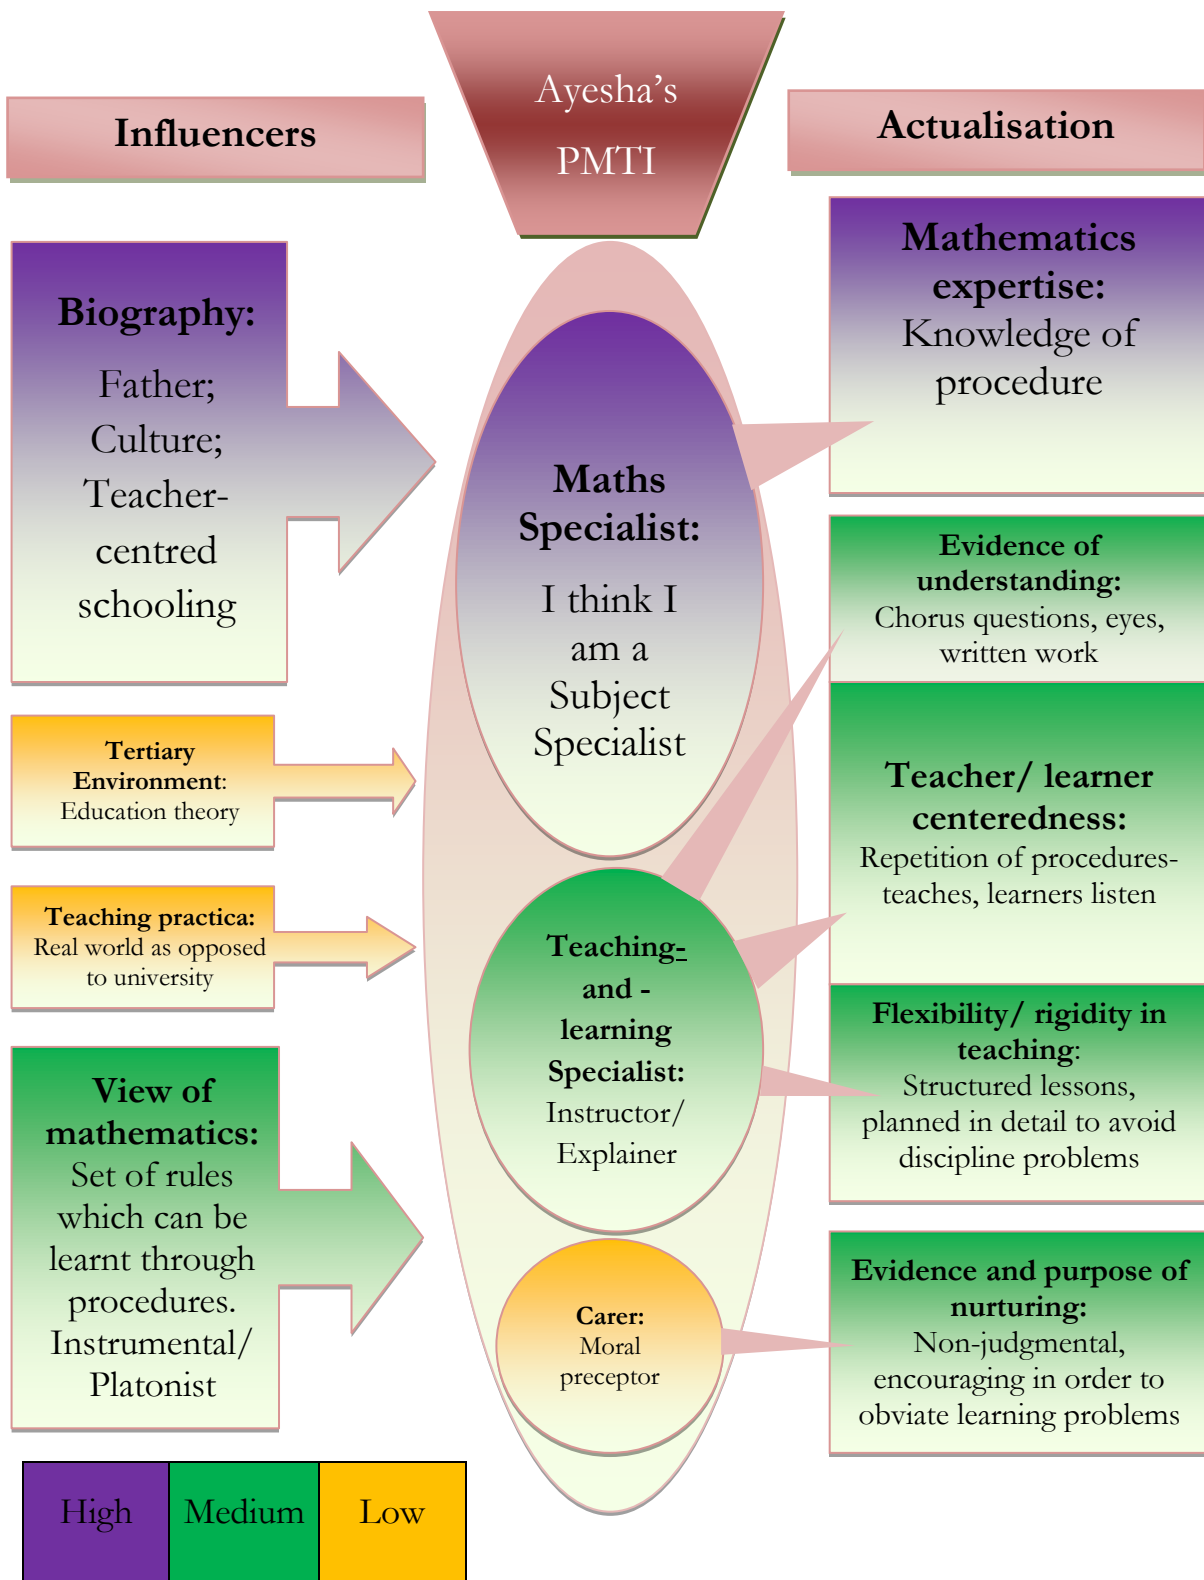 Ayesha's
PMTI
Influencers
Biography:
Father;
Culture;
Teacher-
centred
schooling
Tertiary
Environment:
Education theory
Teaching practica:
Real world as opposed
to university
View of
mathematics:
Set of rules
which can be
learnt through
procedures.
Instrumental/
Platonist
Maths
Specialist:
I think I
am a
Subject
Specialist
Teaching-
and -
learning
Specialist:
Instructor/
Explainer
Carer:
Moral
preceptor
Actualisation
Mathematics
expertise:
Knowledge of
procedure
Evidence of
understanding:
Chorus questions, eyes,
written work
Teacher/ learner
centeredness:
Repetition of procedures-
teaches, learners listen
Flexibility/ rigidity in
teaching:
Structured lessons,
planned in detail to avoid
discipline problems
Evidence and purpose of
nurturing:
Non-judgmental,
encouraging in order to
obviate learning problems
High Medium Low